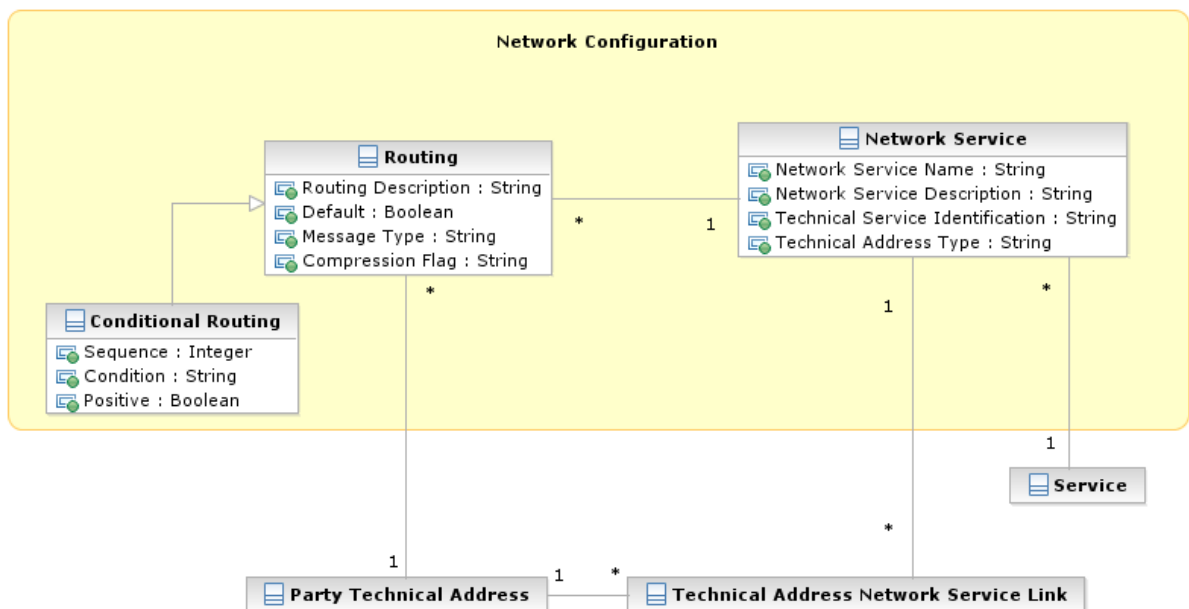 Network Configuration
Network Service
Network Service Name : String
Network Service Description : String
Technical Service Identification : String
Technical Address Type : String
Routing
Routing Description : String
Default : Boolean
Message Type : String
Compression Flag : String
*
1
*
1
*
Conditional Routing
Sequence : Integer
Condition : String
Positive : Boolean
1
Service
*
1
Party Technical Address
1
*
Technical Address Network Service Link